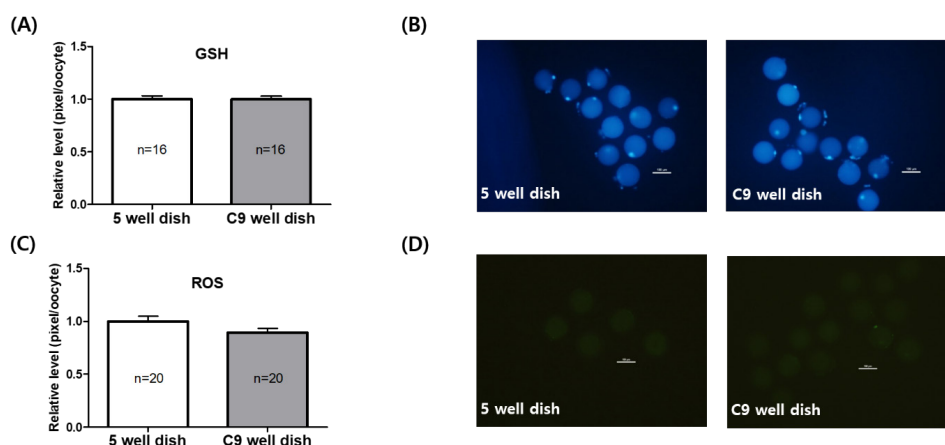 (A)
GSH
Relative level (pixel/oocyte)
1.5
1.0
0.5
0.0
n=16
n=16
5 well dish
C9 well dish
(B)
5 well dish
C9 well dish
(C)
ROS
Relative level (pixel/oocyte)
1.5
1.0
0.5
0.0
n=20
n=20
5 well dish
C9 well dish
(D)
5 well dish
C9 well dish